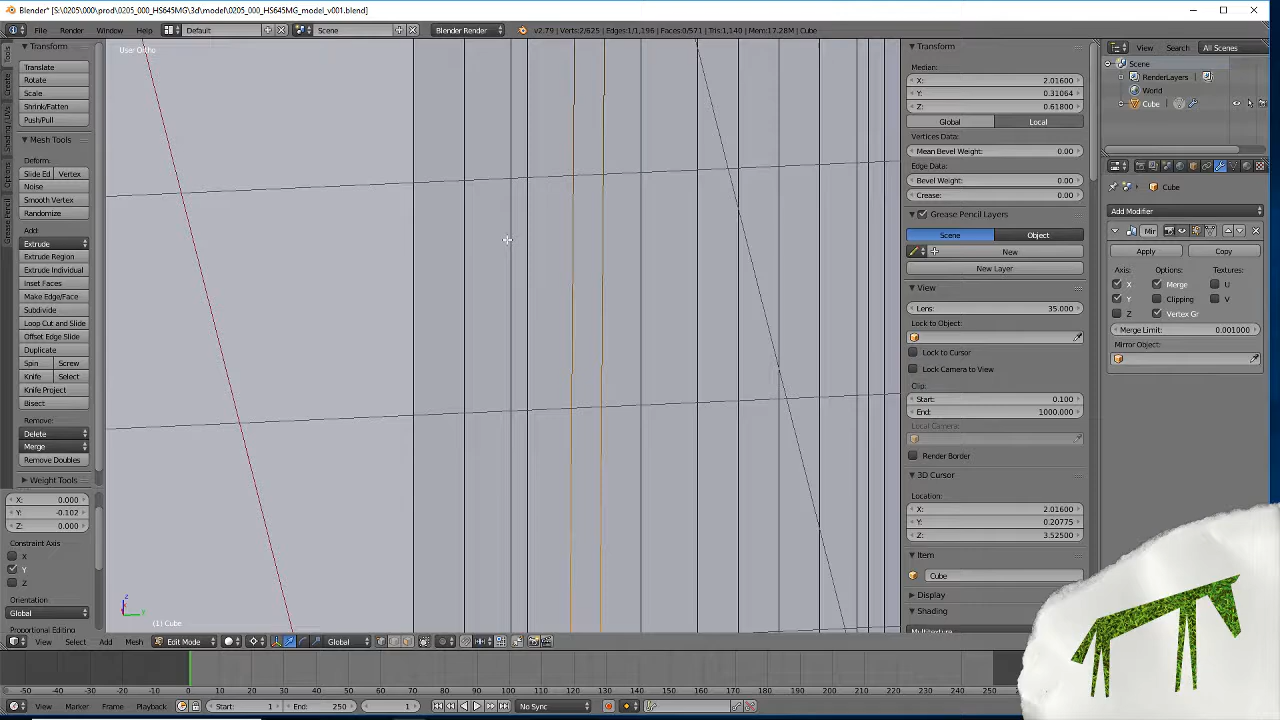 Blender* [S:\0205\000\prod\0205_000_HS645MG\3d\model\0205_000_HS645MG_model_v001.blend]
File Render Window Help Default Scene Blender Render v2.79 | Verts:2/625 | Edges:1/1,196 | Faces:0/571 | Tris:1,140 | Mem:17.28M | Cube
Tools
Create
Shading / UVs
Options
Grease Pencil
Transform
Translate
Rotate
Scale
Shrink/Fatten
Push/Pull
Mesh Tools
Deform:
Slide Ed Vertex
Noise
Smooth Vertex
Randomize
Add:
Extrude
Extrude Region
Extrude Individual
Inset Faces
Make Edge/Face
Subdivide
Loop Cut and Slide
Offset Edge Slide
Duplicate
Spin Screw
Knife Select
Knife Project
Bisect
Remove:
Delete
Merge
Remove Doubles
Weight Tools
X: 0.000
Y: -0.102
Z: 0.000
Constraint Axis
X
Y
Z
Orientation
Global
Proportional Editing
User Ortho
z
y
(1) Cube
View Select Add Mesh Edit Mode Global
Transform
Median:
X: 2.01600
Y: 0.31064
Z: 0.61800
Global Local
Vertices Data:
Mean Bevel Weight: 0.00
Edge Data:
Bevel Weight: 0.00
Crease: 0.00
Grease Pencil Layers
Scene Object
New
New Layer
View
Lens: 35.000
Lock to Object:
Lock to Cursor
Lock Camera to View
Clip:
Start: 0.100
End: 1000.000
Local Camera:
Render Border
3D Cursor
Location:
X: 2.01600
Y: 0.20775
Z: 3.52500
Item
Cube
Display
Shading
Multitexture
View Search All Scenes
Scene
RenderLayers
World
Cube
Cube
Add Modifier
Mir
Apply Copy
Axis: Options: Textures:
X Merge U
Y Clipping V
Z Vertex Gr
Merge Limit: 0.001000
Mirror Object:
-50 -40 -30 -20 -10 0 10 20 30 40 50 60 70 80 90 100 110 120 130 140 150 160 170 180 190 200 210 220 230 240 250
View Marker Frame Playback Start: 1 End: 250 1 No Sync